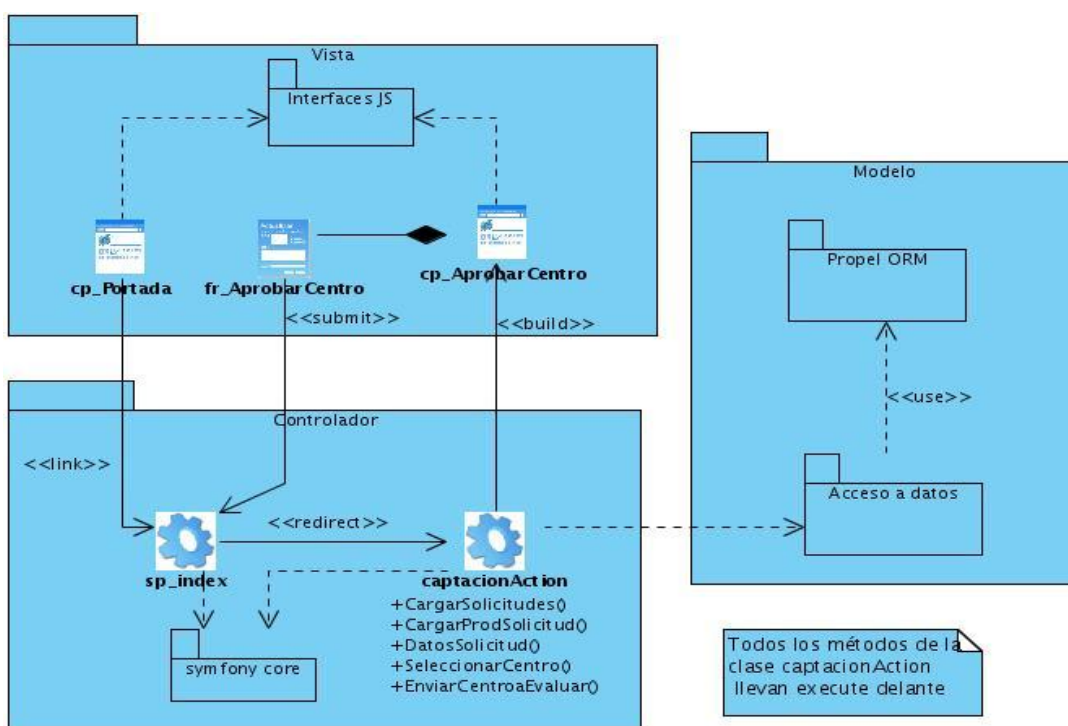 Vista
Interfaces JS
cp_Portada
fr_AprobarCentro
cp_AprobarCentro
<<submit>>
<<build>>
Modelo
Propel ORM
<<use>>
Acceso a datos
Controlador
<<link>>
<<redirect>>
sp_index
captacionAction
+CargarSolicitudes()
+CargarProdSolicitud()
+DatosSolicitud()
+SeleccionarCentro()
+EnviarCentroaEvaluar()
symfony core
Todos los métodos de la
clase captacionAction
llevan execute delante